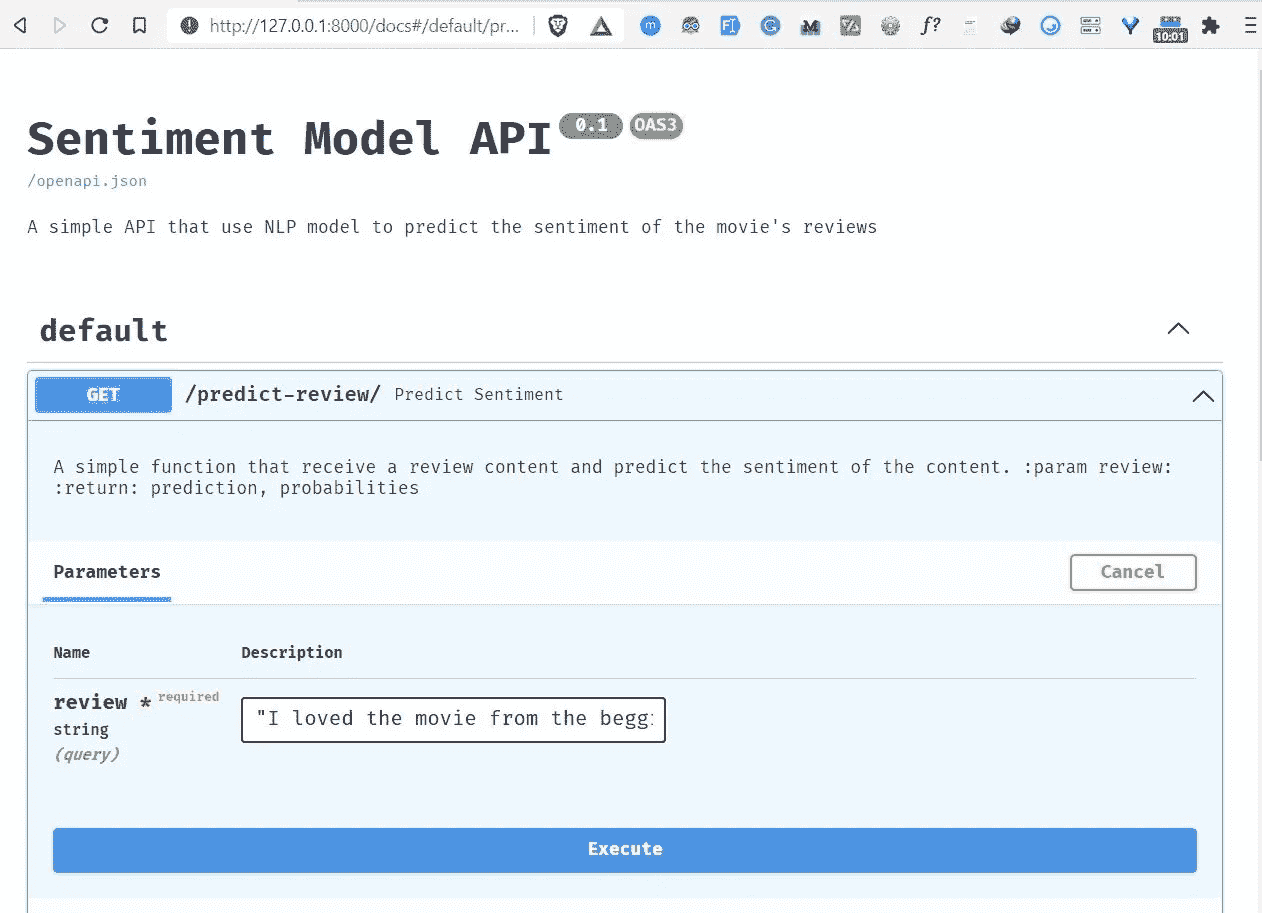 http://127.0.0.1:8000/docs#/default/pr...
10:01
Sentiment Model API 0.1 OAS3
/openapi.json
A simple API that use NLP model to predict the sentiment of the movie's reviews
default
GET /predict-review/ Predict Sentiment
A simple function that receive a review content and predict the sentiment of the content. :param review:
:return: prediction, probabilities
Parameters Cancel
Name Description
review * required
string
(query)
"I loved the movie from the begg
Execute